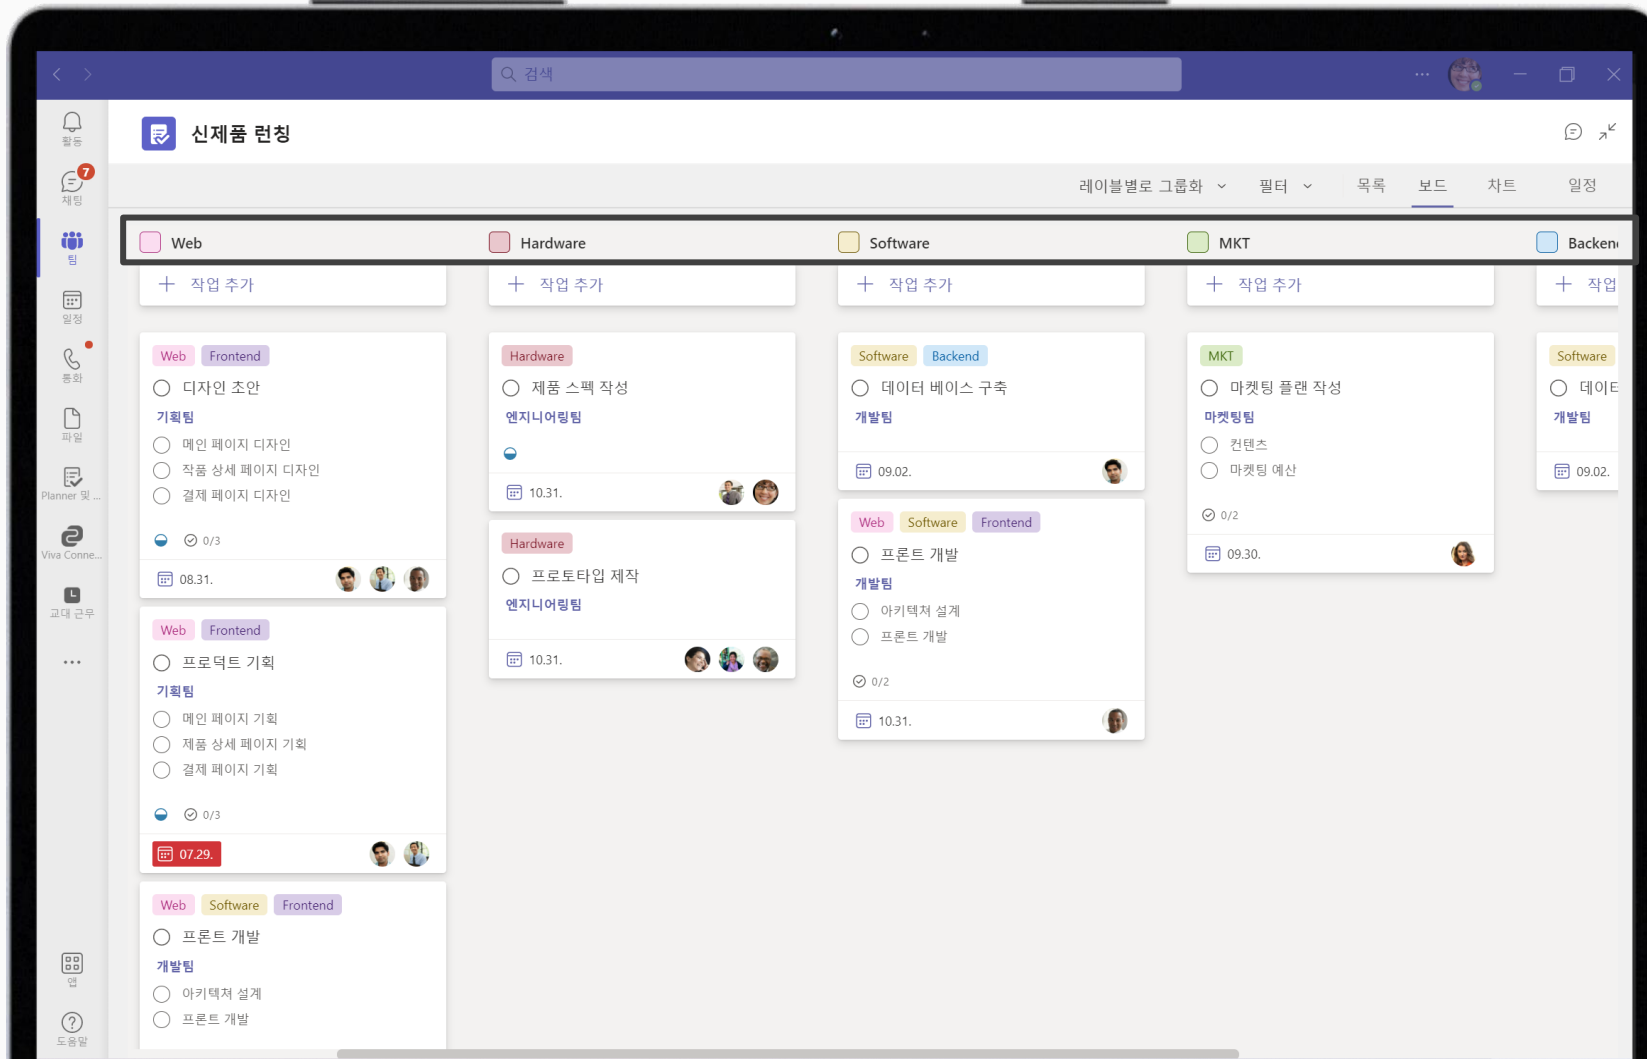 검색
활동
7
채팅
팀
일정
통화
파일
Planner 및 ...
Viva Conne...
교대 근무
앱
도움말
신제품 런칭
레이블별로 그룹화 필터 목록 보드 차트 일정
Web Hardware Software MKT Backend
작업 추가 작업 추가 작업 추가 작업 추가 작업
Web Frontend
디자인 초안
기획팀
메인 페이지 디자인
작품 상세 페이지 디자인
결제 페이지 디자인
0/3
08.31.
Web Frontend
프로덕트 기획
기획팀
메인 페이지 기획
제품 상세 페이지 기획
결제 페이지 기획
0/3
07.29.
Web Software Frontend
프론트 개발
개발팀
아키텍쳐 설계
프론트 개발
Hardware
제품 스펙 작성
엔지니어링팀
10.31.
Hardware
프로토타입 제작
엔지니어링팀
10.31.
Software Backend
데이터 베이스 구축
개발팀
09.02.
Web Software Frontend
프론트 개발
개발팀
아키텍쳐 설계
프론트 개발
0/2
10.31.
MKT
마켓팅 플랜 작성
마켓팅팀
컨텐츠
마켓팅 예산
0/2
09.30.
Software
데이터
개발팀
09.02.